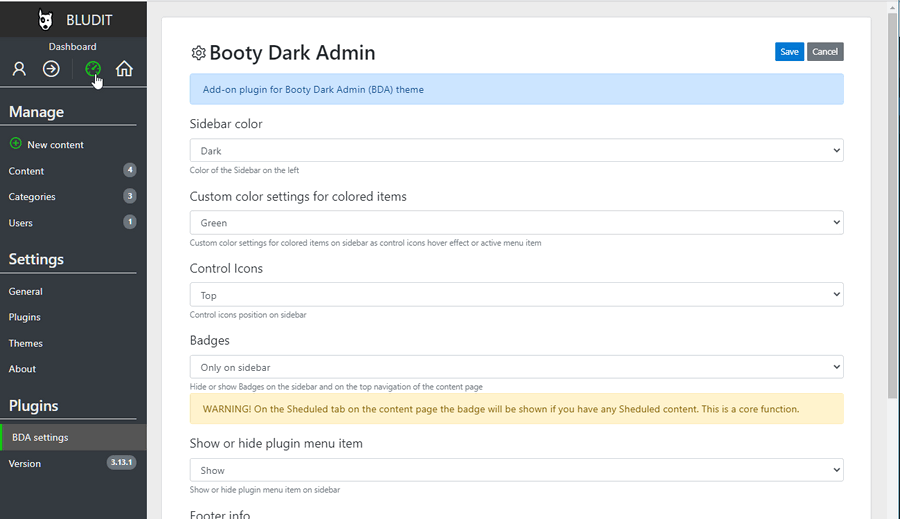 BLUDIT
Dashboard
Manage
New content
Content 4
Categories 3
Users 1
Settings
General
Plugins
Themes
About
Plugins
BDA settings
Version 3.13.1
Booty Dark Admin
Save Cancel
Add-on plugin for Booty Dark Admin (BDA) theme
Sidebar color
Dark
Color of the Sidebar on the left
Custom color settings for colored items
Green
Custom color settings for colored items on sidebar as control icons hover effect or active menu item
Control Icons
Top
Control icons position on sidebar
Badges
Only on sidebar
Hide or show Badges on the sidebar and on the top navigation of the content page
WARNING! On the Sheduled tab on the content page the badge will be shown if you have any Sheduled content. This is a core function.
Show or hide plugin menu item
Show
Show or hide plugin menu item on sidebar
Footer info